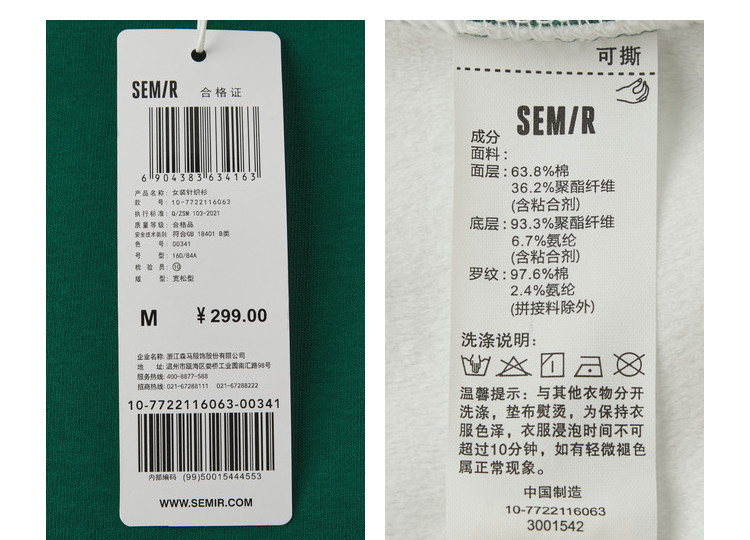 SEM/R 合格证
6 904383 634163
产品名称: 女装针织衫
款 号: 10-7722116063
执行标准: Q/ZSM 103-2021
质量等级: 合格品
安全技术类别: 符合GB 18401 B类
色 号: 00341
号 型: 160/84A
检 验 员: 10
版 型: 宽松型
M ¥299.00
企业名称: 浙江森马服饰股份有限公司
地 址: 温州市瓯海区娄桥工业园南汇路98号
服务热线: 400-8877-588
招商热线: 021-67288111 021-67288222
10-7722116063-00341
内部编码 (99)50015444553
WWW.SEMIR.COM
可撕
SEM/R
成分
面料:
面层: 63.8%棉
36.2%聚酯纤维
(含粘合剂)
底层: 93.3%聚酯纤维
6.7%氨纶
(含粘合剂)
罗纹: 97.6%棉
2.4%氨纶
(拼接料除外)
洗涤说明:
温馨提示: 与其他衣物分开
洗涤, 垫布熨烫, 为保持衣
服色泽, 衣服浸泡时间不可
超过10分钟, 如有轻微褪色
属正常现象。
中国制造
10-7722116063
3001542